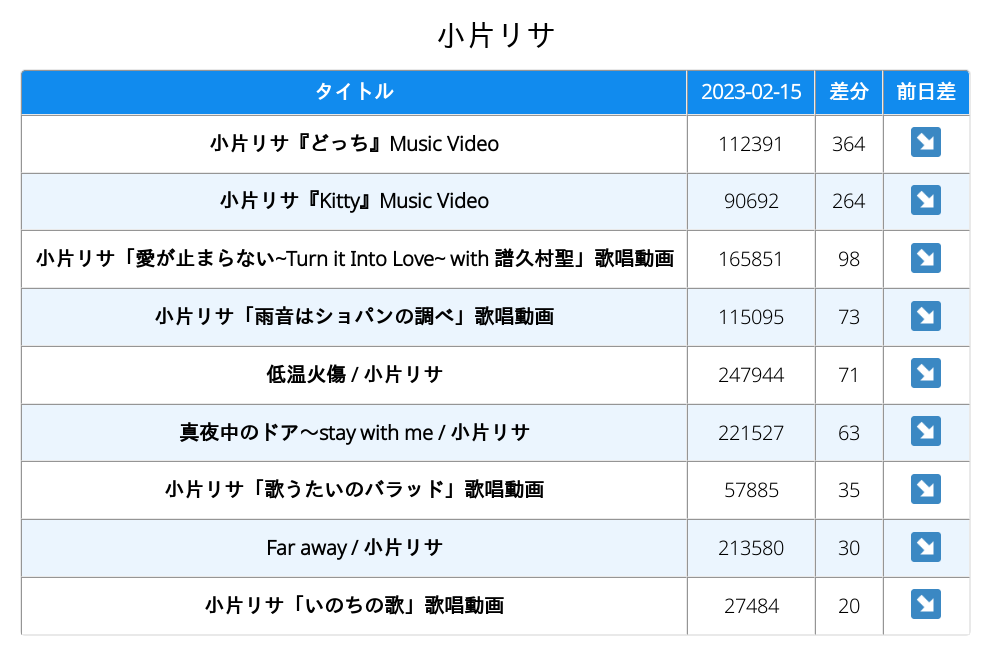 小片リサ
タイトル 2023-02-15 差分 前日差
小片リサ『どっち』Music Video 112391 364 ↘
小片リサ『Kitty』Music Video 90692 264 ↘
小片リサ「愛が止まらない~Turn it Into Love~ with 譜久村聖」歌唱動画 165851 98 ↘
小片リサ「雨音はショパンの調べ」歌唱動画 115095 73 ↘
低温火傷 / 小片リサ 247944 71 ↘
真夜中のドア〜stay with me / 小片リサ 221527 63 ↘
小片リサ「歌うたいのバラッド」歌唱動画 57885 35 ↘
Far away / 小片リサ 213580 30 ↘
小片リサ「いのちの歌」歌唱動画 27484 20 ↘